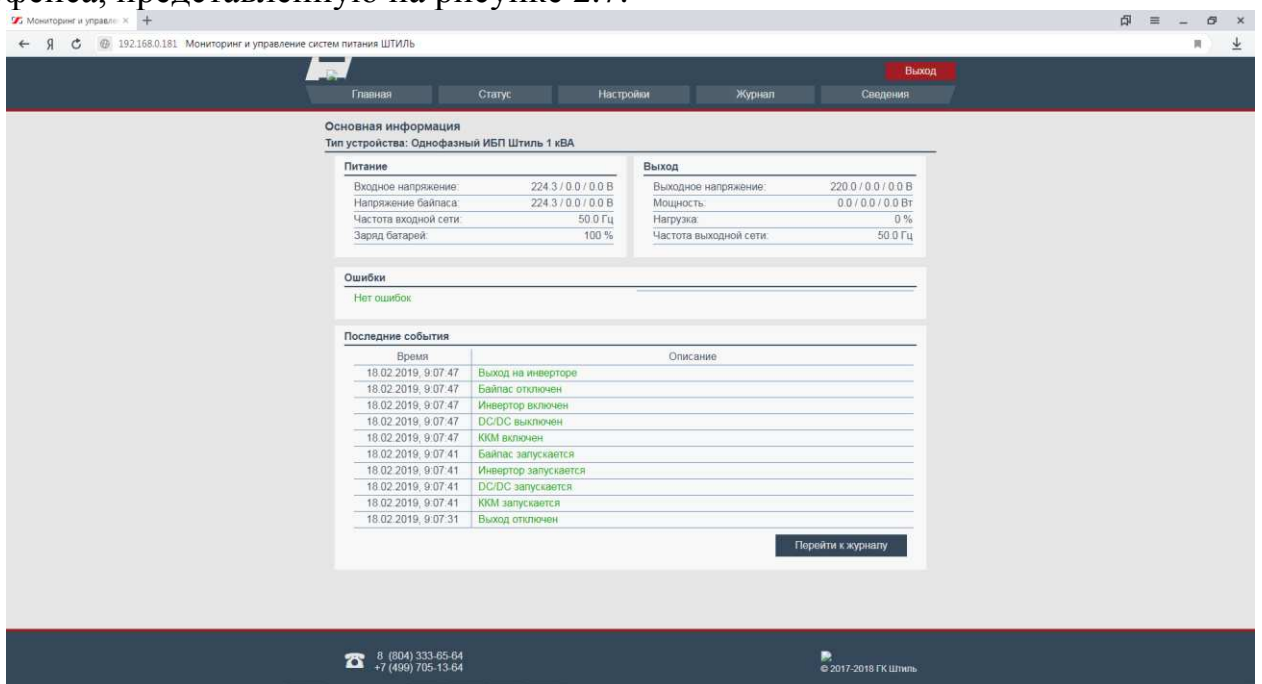 фейса, представленную на рисунке 2.7.
Мониторинг и управле
192.168.0.181 Мониторинг и управление систем питания ШТИЛЬ
Выход
Главная Статус Настройки Журнал Сведения
Основная информация
Тип устройства: Однофазный ИБП Штиль 1 кВА
Питание
Входное напряжение: 224.3 / 0.0 / 0.0 В
Напряжение байпаса: 224.3 / 0.0 / 0.0 В
Частота входной сети: 50.0 Гц
Заряд батарей: 100 %
Выход
Выходное напряжение: 220.0 / 0.0 / 0.0 В
Мощность: 0.0 / 0.0 / 0.0 Вт
Нагрузка: 0 %
Частота выходной сети: 50.0 Гц
Ошибки
Нет ошибок
Последние события
Время Описание
18.02.2019, 9:07:47 Выход на инверторе
18.02.2019, 9:07:47 Байпас отключен
18.02.2019, 9:07:47 Инвертор включен
18.02.2019, 9:07:47 DC/DC выключен
18.02.2019, 9:07:47 ККМ включен
18.02.2019, 9:07:41 Байпас запускается
18.02.2019, 9:07:41 Инвертор запускается
18.02.2019, 9:07:41 DC/DC запускается
18.02.2019, 9:07:41 ККМ запускается
18.02.2019, 9:07:31 Выход отключен
Перейти к журналу
8 (804) 333-65-64
+7 (499) 705-13-64
© 2017-2018 ГК Штиль